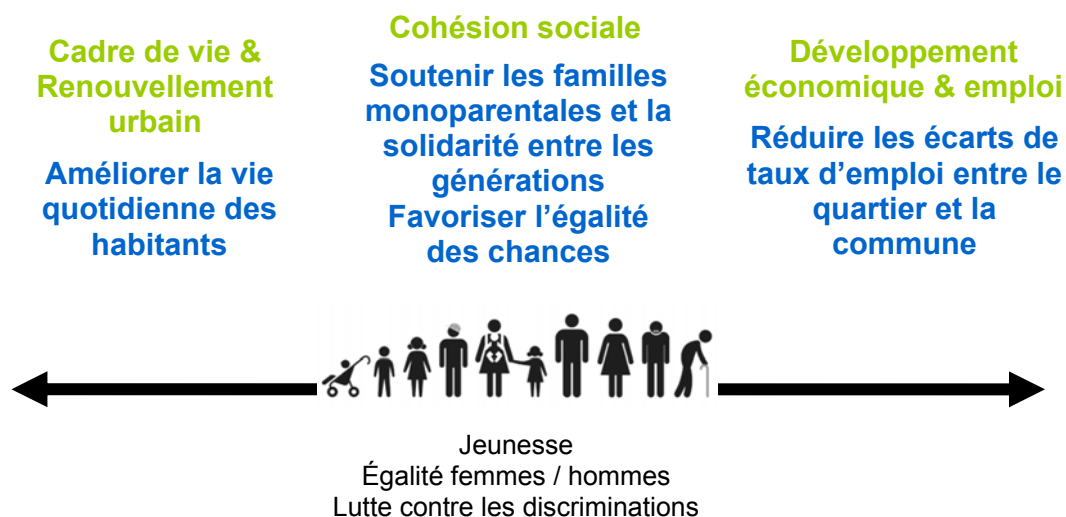 Cadre de vie &
Renouvellement
urbain
Améliorer la vie
quotidienne des
habitants
Cohésion sociale
Soutenir les familles
monoparentales et la
solidarité entre les
générations
Favoriser l’égalité
des chances
Développement
économique & emploi
Réduire les écarts de
taux d’emploi entre le
quartier et la
commune
Jeunesse
Égalité femmes / hommes
Lutte contre les discriminations